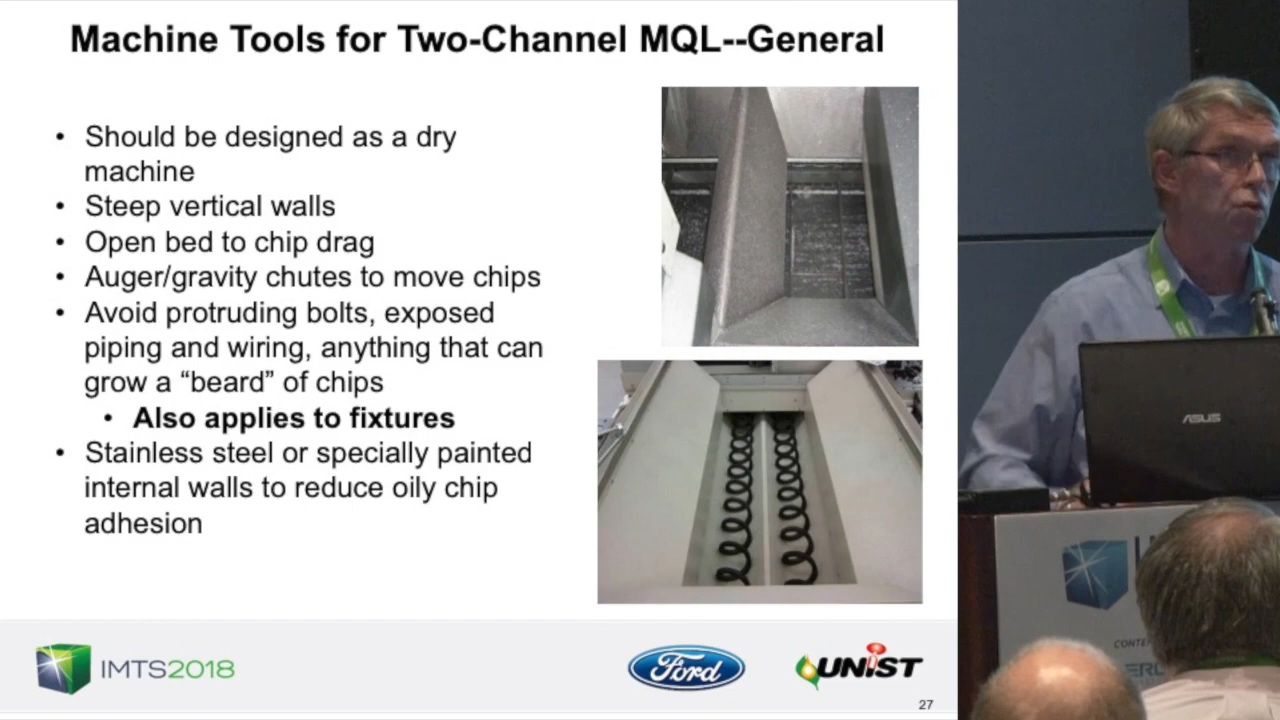 Machine Tools for Two-Channel MQL--General
• Should be designed as a dry
machine
• Steep vertical walls
• Open bed to chip drag
• Auger/gravity chutes to move chips
• Avoid protruding bolts, exposed
piping and wiring, anything that can
grow a “beard” of chips
• Also applies to fixtures
• Stainless steel or specially painted
internal walls to reduce oily chip
adhesion
IMTS2018
Ford
UNIST
27
ASUS